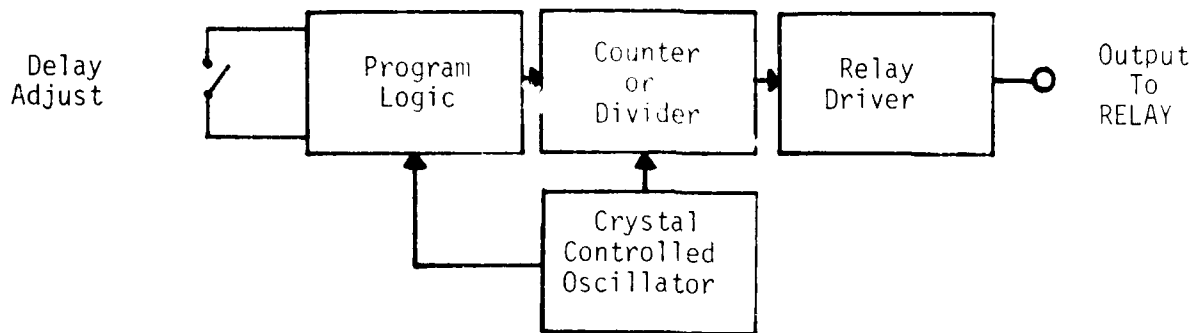 Delay
Adjust
Program
Logic
Counter
or
Divider
Relay
Driver
Output
To
RELAY
Crystal
Controlled
Oscillator